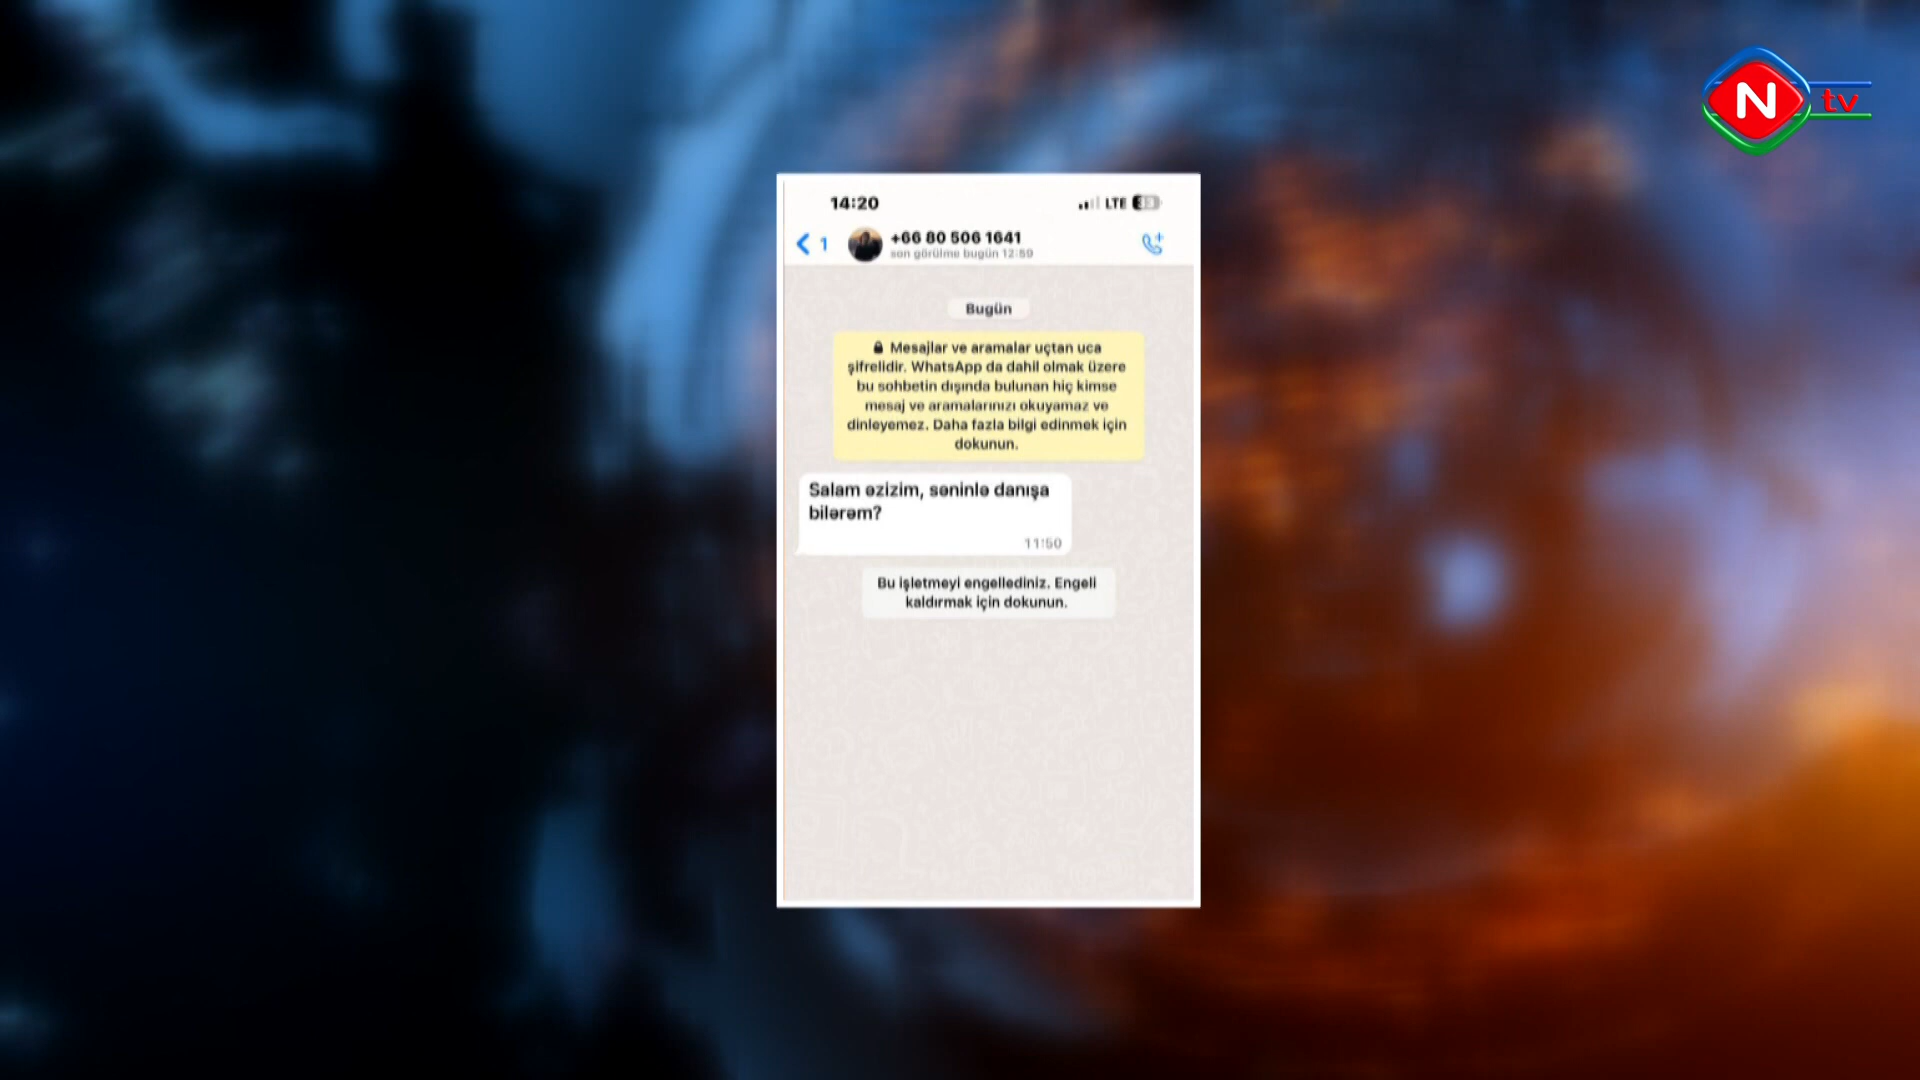 N tv
14:20
LTE 33
1
+66 80 506 1641
son görülme bugün 12:59
Bugün
Mesajlar ve aramalar uçtan uca
şifrelidir. WhatsApp da dahil olmak üzere
bu sohbetin dışında bulunan hiç kimse
mesaj ve aramalarınızı okuyamaz ve
dinleyemez. Daha fazla bilgi edinmek için
dokunun.
Salam əzizim, səninlə danışa
bilərəm?
11:50
Bu işletmeyi engellediniz. Engeli
kaldırmak için dokunun.